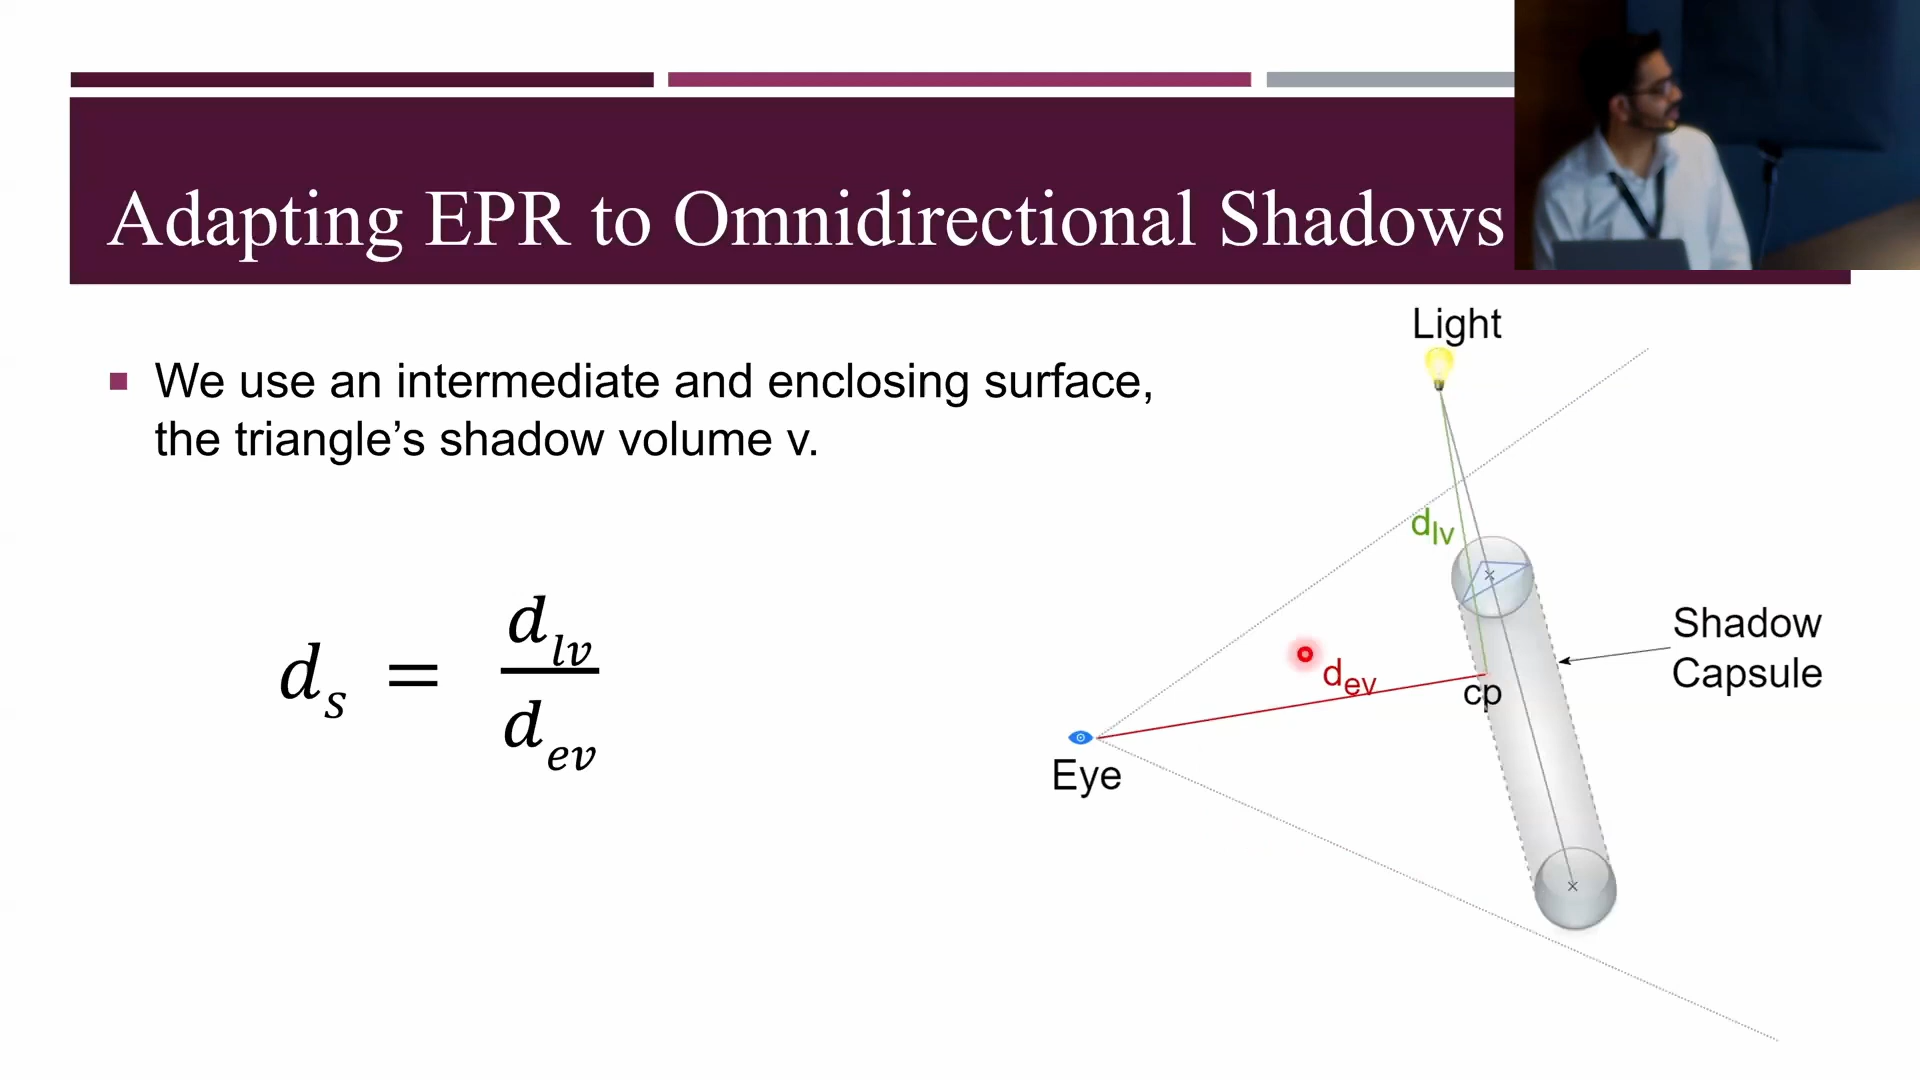 Adapting EPR to Omnidirectional Shadows
We use an intermediate and enclosing surface,
the triangle’s shadow volume v.
d_s = d_lv / d_ev
Light
d_lv
d_ev
cp
Eye
Shadow
Capsule